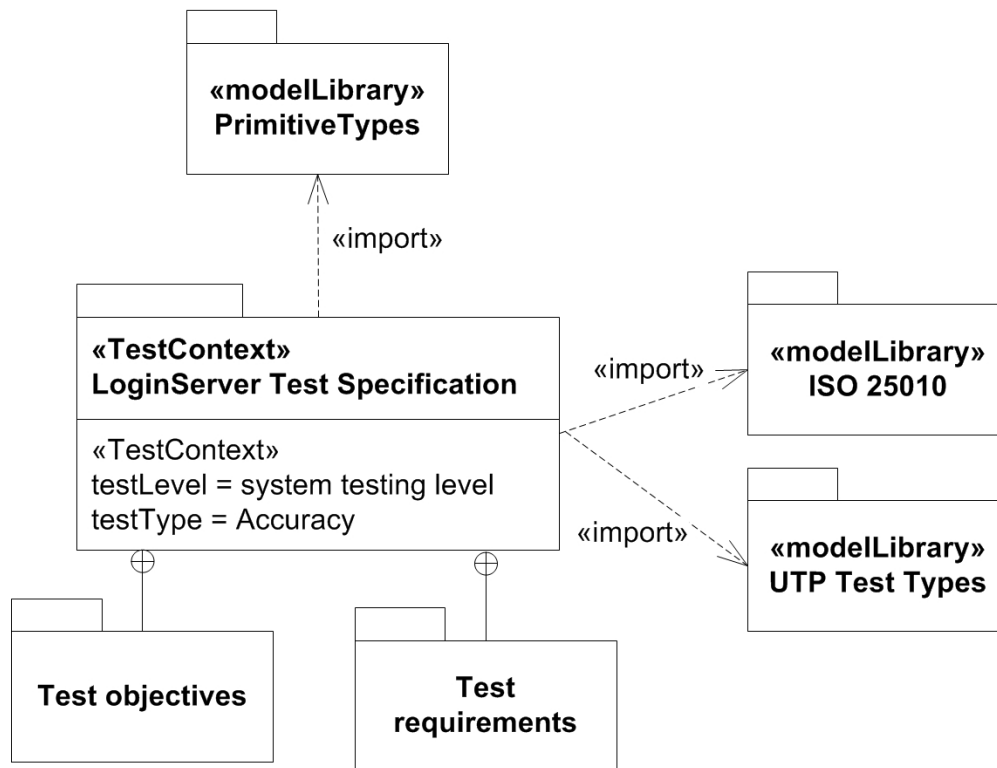 «modelLibrary»
PrimitiveTypes
«import»
«TestContext»
LoginServer Test Specification
«TestContext»
testLevel = system testing level
testType = Accuracy
«import»
«modelLibrary»
ISO 25010
«import»
«modelLibrary»
UTP Test Types
Test objectives
Test
requirements